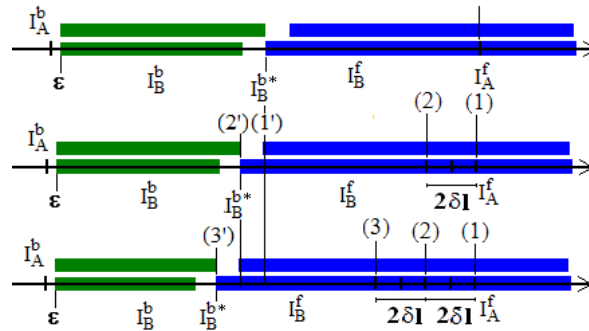 I_A^b
ε I_B^b I_B^b* I_B^f I_A^f
I_A^b (2') (1') (2) (1)
ε I_B^b I_B^b* I_B^f 2δl I_A^f
I_A^b (3') (3) (2) (1)
ε I_B^b I_B^b* I_B^f 2δl 2δl I_A^f